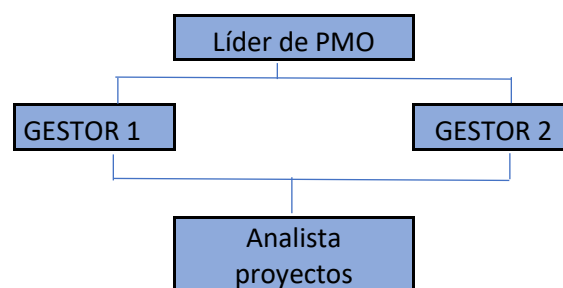 Líder de PMO
GESTOR 1
GESTOR 2
Analista
proyectos